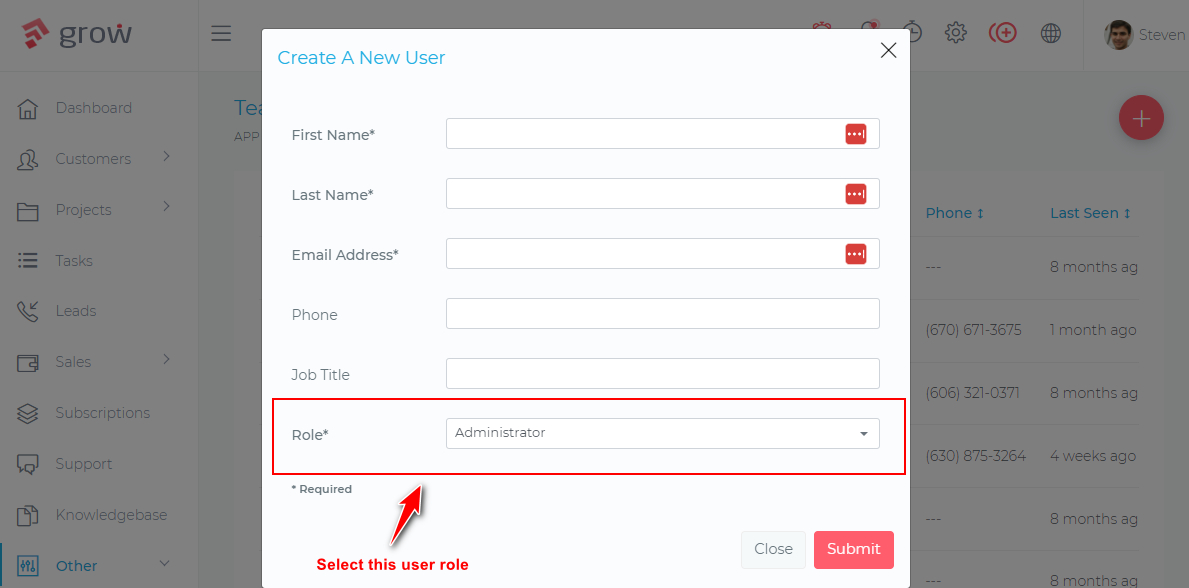 grow
Steven
Create A New User
Dashboard
Customers
Projects
Tasks
Leads
Sales
Subscriptions
Support
Knowledgebase
Other
Tea
APP
First Name*
Last Name*
Email Address*
Phone
Job Title
Role*
Administrator
* Required
Select this user role
Close
Submit
Phone Last Seen
--- 8 months ag
(670) 671-3675 1 month ago
(606) 321-0371 8 months ag
(630) 875-3264 4 weeks ago
--- 8 months ag
--- 8 months ag